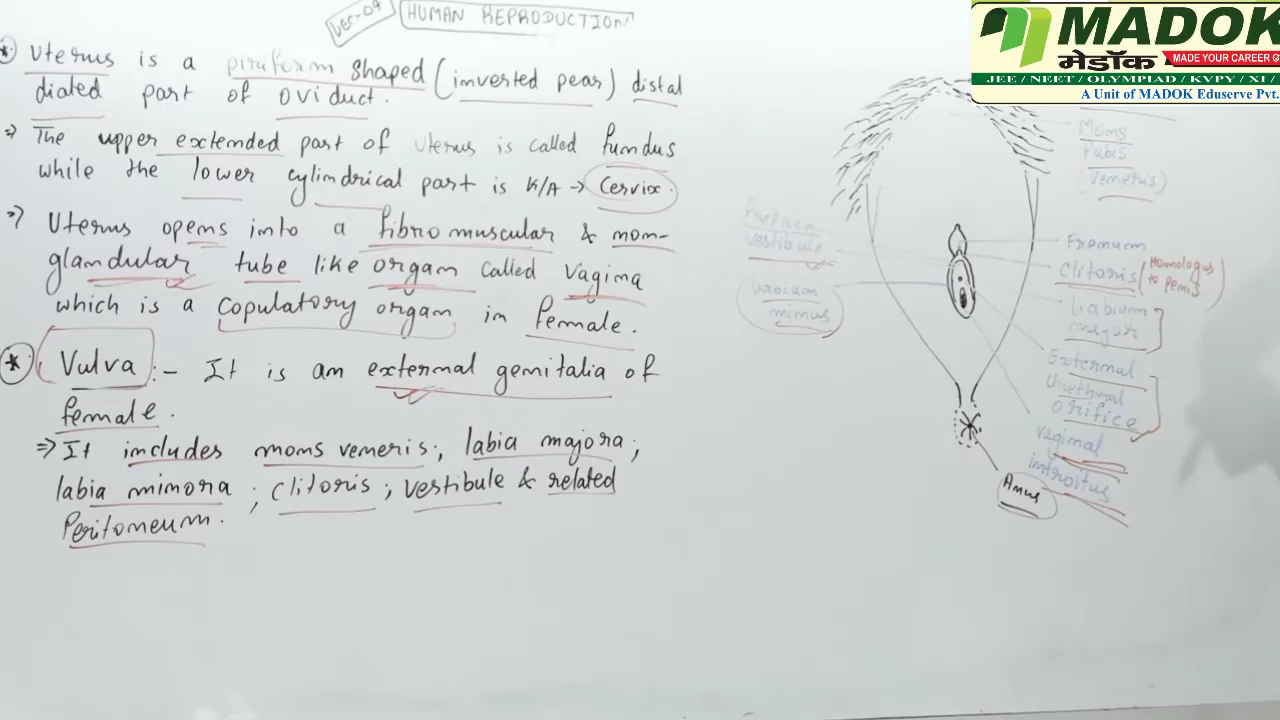 LEC-04 HUMAN REPRODUCTION
* Uterus is a piriform shaped (inverted pear) distal
dialed part of oviduct.
⇒ The upper extended part of uterus is called fundus
while the lower cylindrical part is K/A → Cervix.
⇒ Uterus opens into a fibromuscular & non-
glandular tube like organ called vagina
which is a copulatory organ in female.
* Vulva :- It is an external genitalia of
female.
⇒ It includes mons veneris; labia majora;
labia minora; clitoris; vestibule & related
Peritoneum.
MADOK
मेडॉक
MADE YOUR CAREER G
JEE / NEET / OLYMPIAD / KVPY / XI /
A Unit of MADOK Eduserve Pvt.
Mons
Pubis
(veneris)
vestibule
Labium
minus
Frenum
Clitoris (Homologus
to penis)
Labium
major
External
Urethral
orifice
vaginal
introitus
Anus